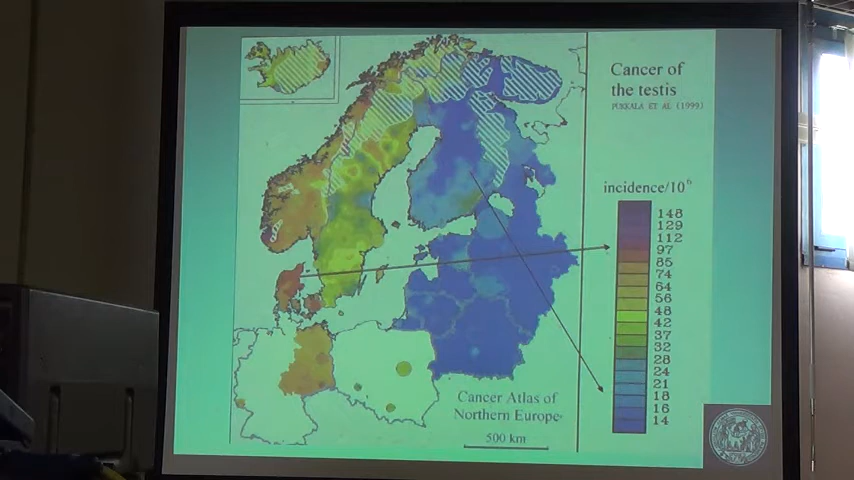 Cancer of
the testis
PUKKALA ET AL (1999)
incidence/10⁶
148
129
112
97
85
74
64
56
48
42
37
32
28
24
21
18
16
14
Cancer Atlas of
Northern Europe
500 km